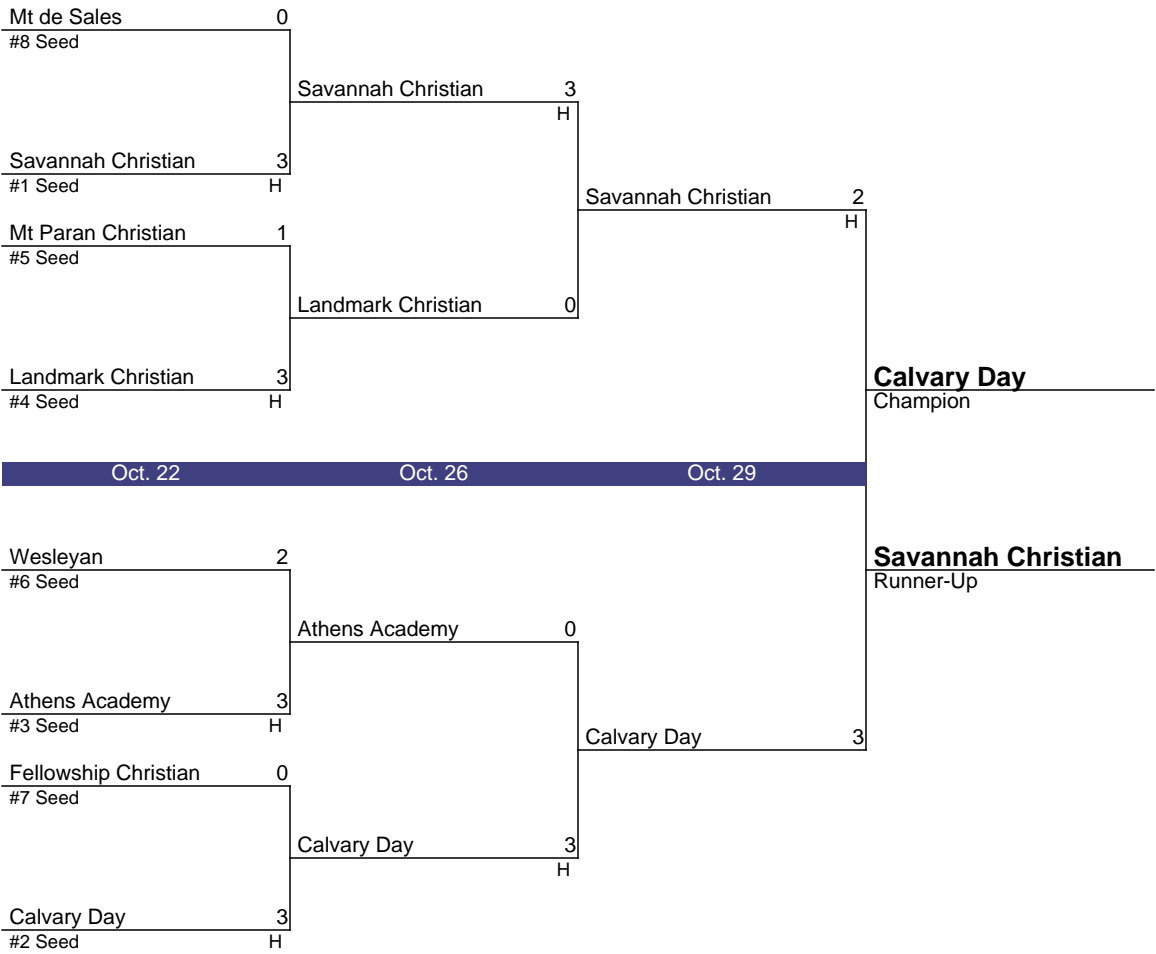 Mt de Sales 0
#8 Seed
Savannah Christian 3
H
Savannah Christian 3
#1 Seed H
Savannah Christian 2
H
Mt Paran Christian 1
#5 Seed
Landmark Christian 0
Landmark Christian 3
#4 Seed H
Calvary Day
Champion
Oct. 22 Oct. 26 Oct. 29
Wesleyan 2
#6 Seed
Savannah Christian
Runner-Up
Athens Academy 0
Athens Academy 3
#3 Seed H
Calvary Day 3
Fellowship Christian 0
#7 Seed
Calvary Day 3
H
Calvary Day 3
#2 Seed H